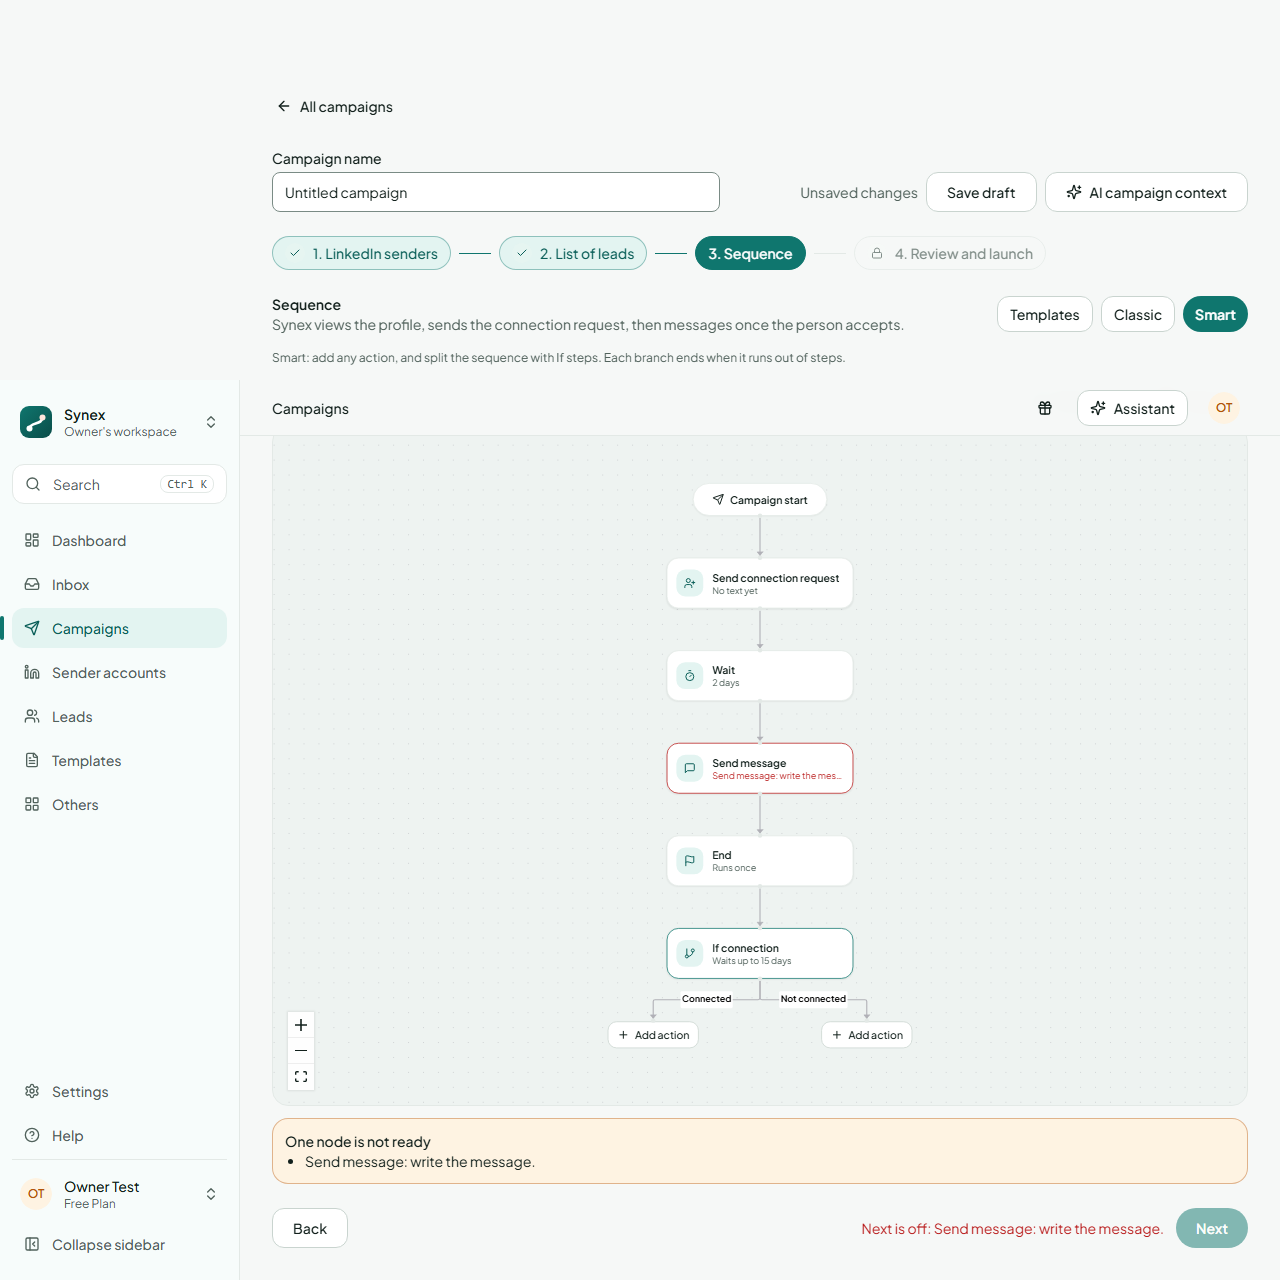 All campaigns
Campaign name
Untitled campaign
Unsaved changes
Save draft
AI campaign context
1. LinkedIn senders
2. List of leads
3. Sequence
4. Review and launch
Sequence
Synex views the profile, sends the connection request, then messages once the person accepts.
Templates
Classic
Smart
Smart: add any action, and split the sequence with If steps. Each branch ends when it runs out of steps.
Synex
Owner's workspace
Search
Ctrl K
Dashboard
Inbox
Campaigns
Sender accounts
Leads
Templates
Others
Settings
Help
OT
Owner Test
Free Plan
Collapse sidebar
Campaigns
Assistant
OT
Campaign start
Send connection request
No text yet
Wait
2 days
Send message
Send message: write the mes...
End
Runs once
If connection
Waits up to 15 days
Connected
Not connected
Add action
Add action
One node is not ready
• Send message: write the message.
Back
Next is off: Send message: write the message.
Next